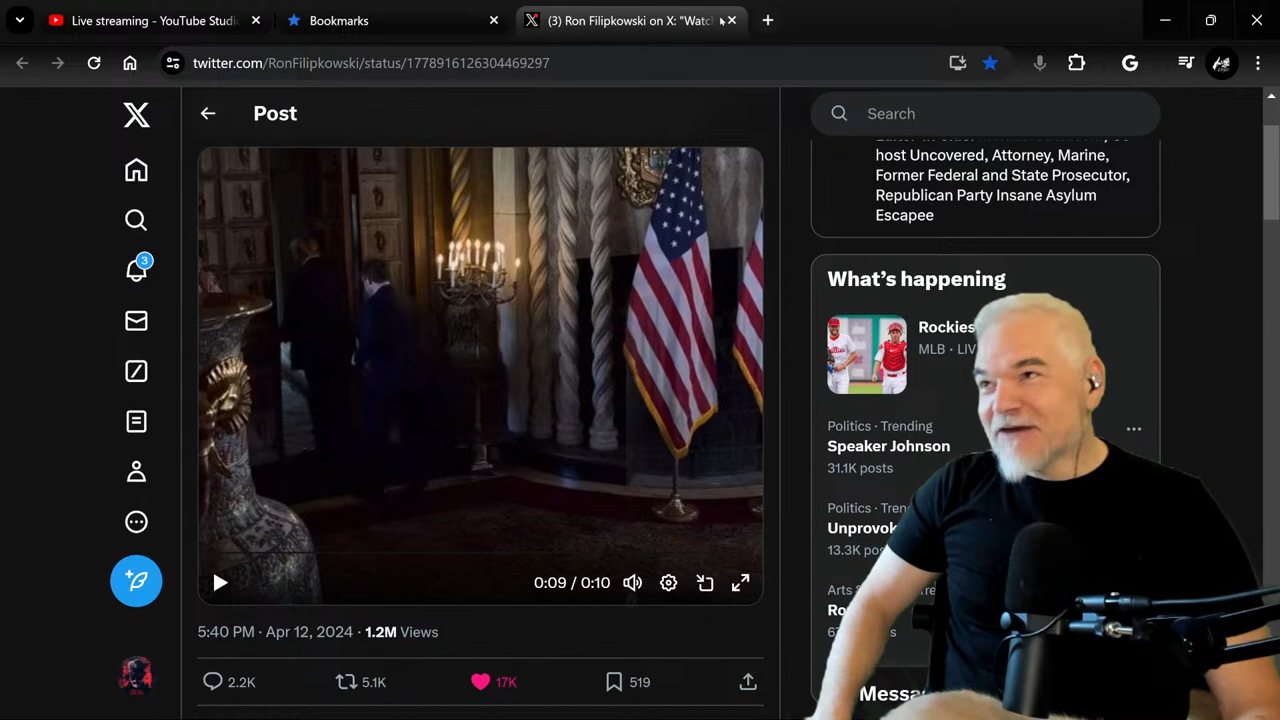 Live streaming - YouTube Studi
Bookmarks
(3) Ron Filipkowski on X: "Watc
twitter.com/RonFilipkowski/status/1778916126304469297
G
X
3
Post
Search
host Uncovered, Attorney, Marine,
Former Federal and State Prosecutor,
Republican Party Insane Asylum
Escapee
What's happening
Rockies
MLB · LIV
Politics · Trending
Speaker Johnson
31.1K posts
Politics · Tren
Unprovok
13.3K
Arts
Ro
Messa
0:09 / 0:10
5:40 PM · Apr 12, 2024 · 1.2M Views
2.2K
5.1K
17K
519